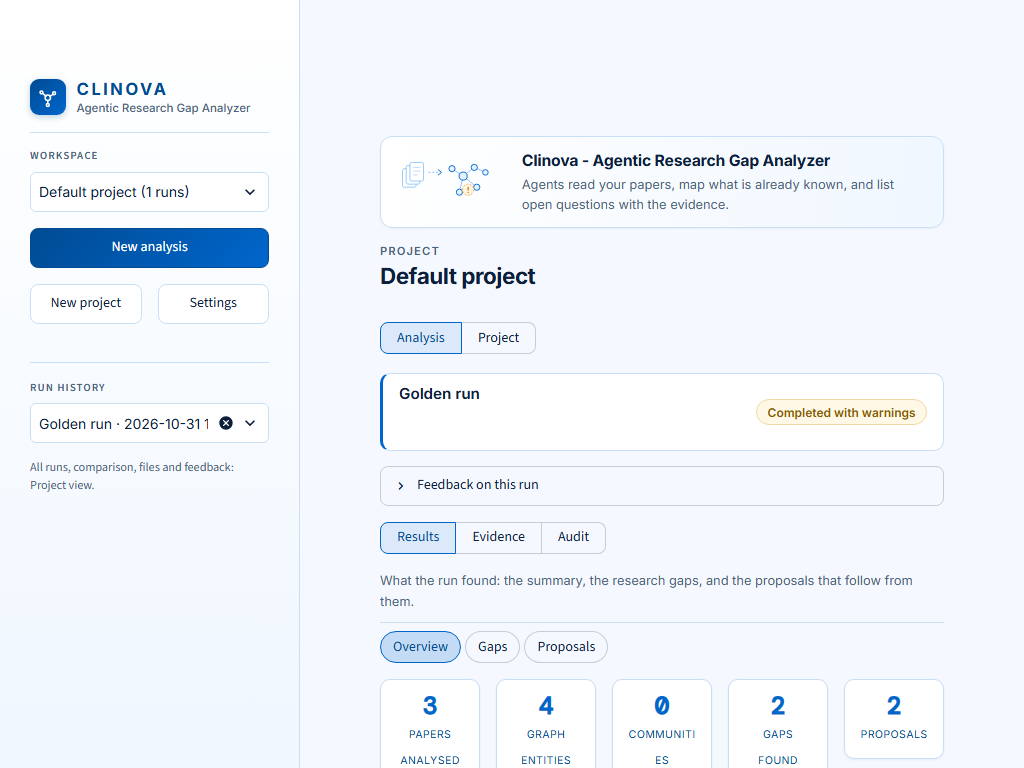 CLINOVA
Agentic Research Gap Analyzer
WORKSPACE
Default project (1 runs)
New analysis
New project
Settings
RUN HISTORY
Golden run · 2026-10-31 1
All runs, comparison, files and feedback:
Project view.
Clinova - Agentic Research Gap Analyzer
Agents read your papers, map what is already known, and list
open questions with the evidence.
PROJECT
Default project
Analysis
Project
Golden run
Completed with warnings
Feedback on this run
Results
Evidence
Audit
What the run found: the summary, the research gaps, and the proposals that follow from
them.
Overview
Gaps
Proposals
3
PAPERS
ANALYSED
4
GRAPH
ENTITIES
0
COMMUNITI
ES
2
GAPS
FOUND
2
PROPOSALS